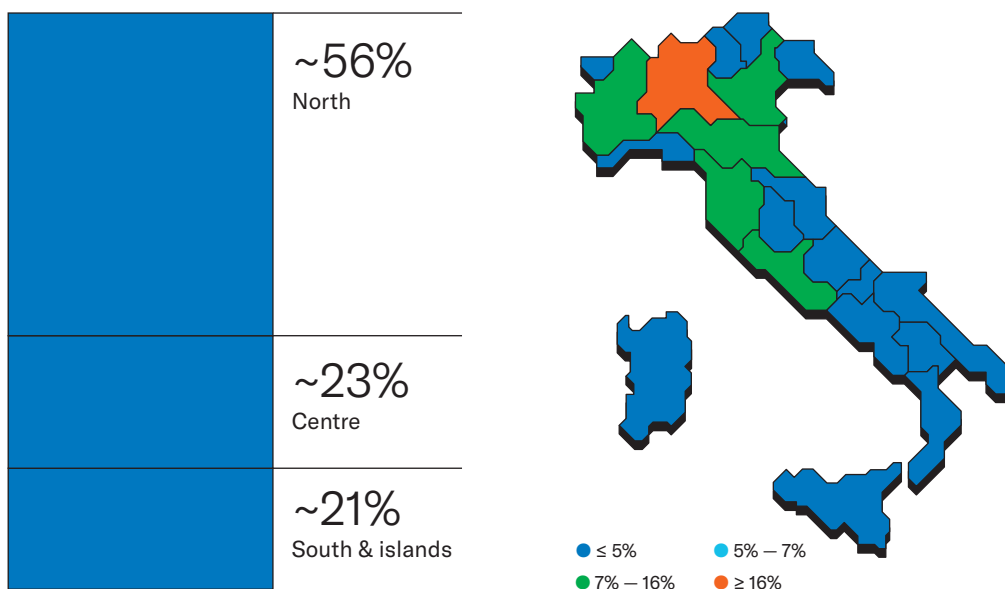 ~56%
North
~23%
Centre
~21%
South & islands
≤ 5%
5% — 7%
7% — 16%
≥ 16%